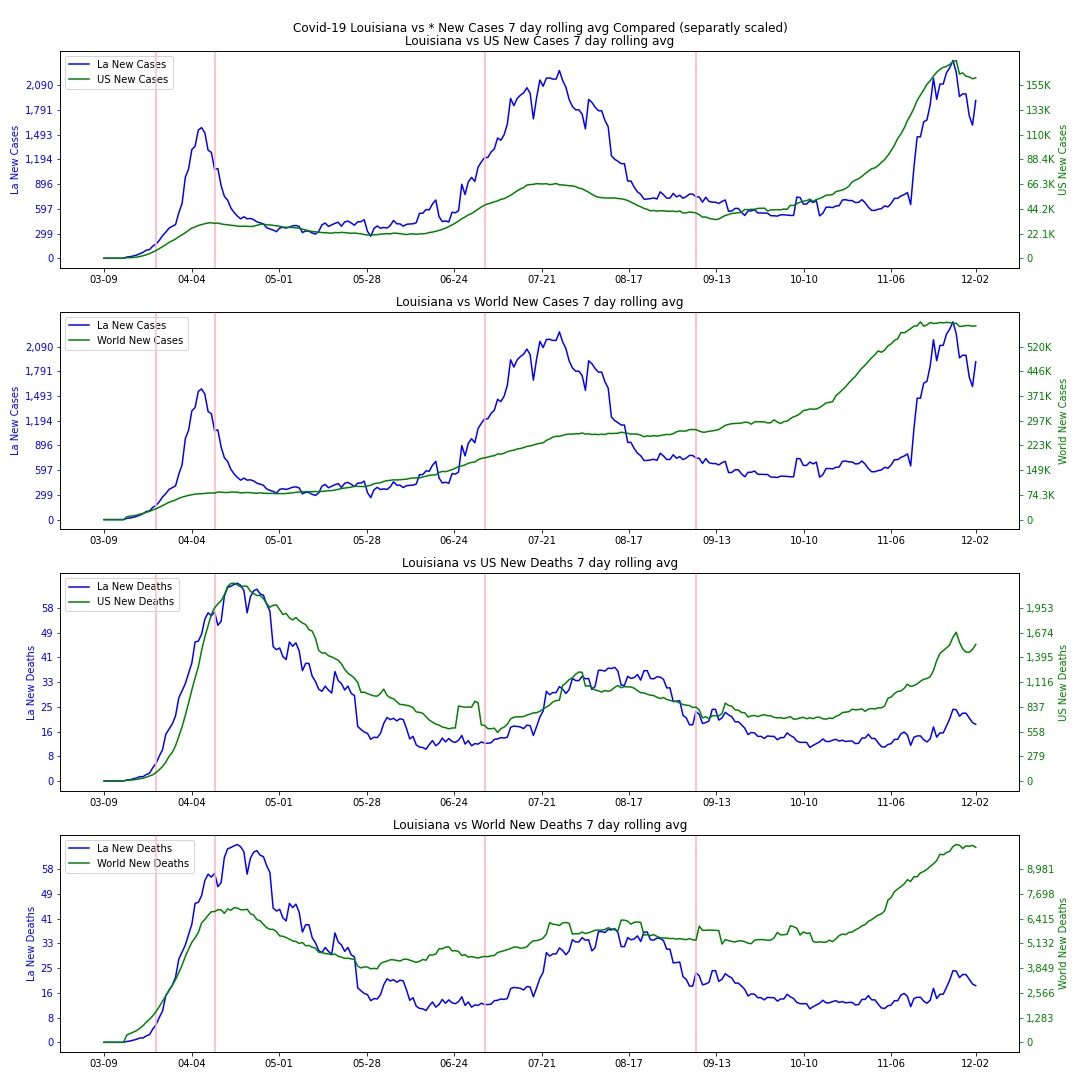 Covid-19 Louisiana vs * New Cases 7 day rolling avg Compared (separatly scaled)
Louisiana vs US New Cases 7 day rolling avg
La New Cases
US New Cases
2,090
1,791
1,493
1,194
896
597
299
0
La New Cases
155K
133K
110K
88.4K
66.3K
44.2K
22.1K
0
US New Cases
03-09 04-04 05-01 05-28 06-24 07-21 08-17 09-13 10-10 11-06 12-02
Louisiana vs World New Cases 7 day rolling avg
La New Cases
World New Cases
2,090
1,791
1,493
1,194
896
597
299
0
La New Cases
520K
446K
371K
297K
223K
149K
74.3K
0
World New Cases
03-09 04-04 05-01 05-28 06-24 07-21 08-17 09-13 10-10 11-06 12-02
Louisiana vs US New Deaths 7 day rolling avg
La New Deaths
US New Deaths
58
49
41
33
25
16
8
0
La New Deaths
1,953
1,674
1,395
1,116
837
558
279
0
US New Deaths
03-09 04-04 05-01 05-28 06-24 07-21 08-17 09-13 10-10 11-06 12-02
Louisiana vs World New Deaths 7 day rolling avg
La New Deaths
World New Deaths
58
49
41
33
25
16
8
0
La New Deaths
8,981
7,698
6,415
5,132
3,849
2,566
1,283
0
World New Deaths
03-09 04-04 05-01 05-28 06-24 07-21 08-17 09-13 10-10 11-06 12-02